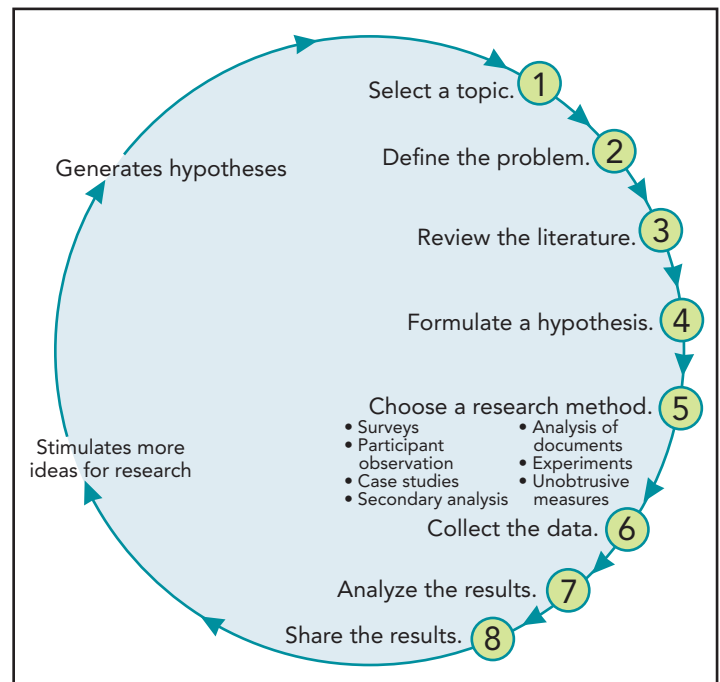 Select a topic. 1
Define the problem. 2
Review the literature. 3
Formulate a hypothesis. 4
Choose a research method. 5
• Surveys
• Participant
observation
• Case studies
• Secondary analysis
• Analysis of
documents
• Experiments
• Unobtrusive
measures
Collect the data. 6
Analyze the results. 7
Share the results. 8
Stimulates more
ideas for research
Generates hypotheses